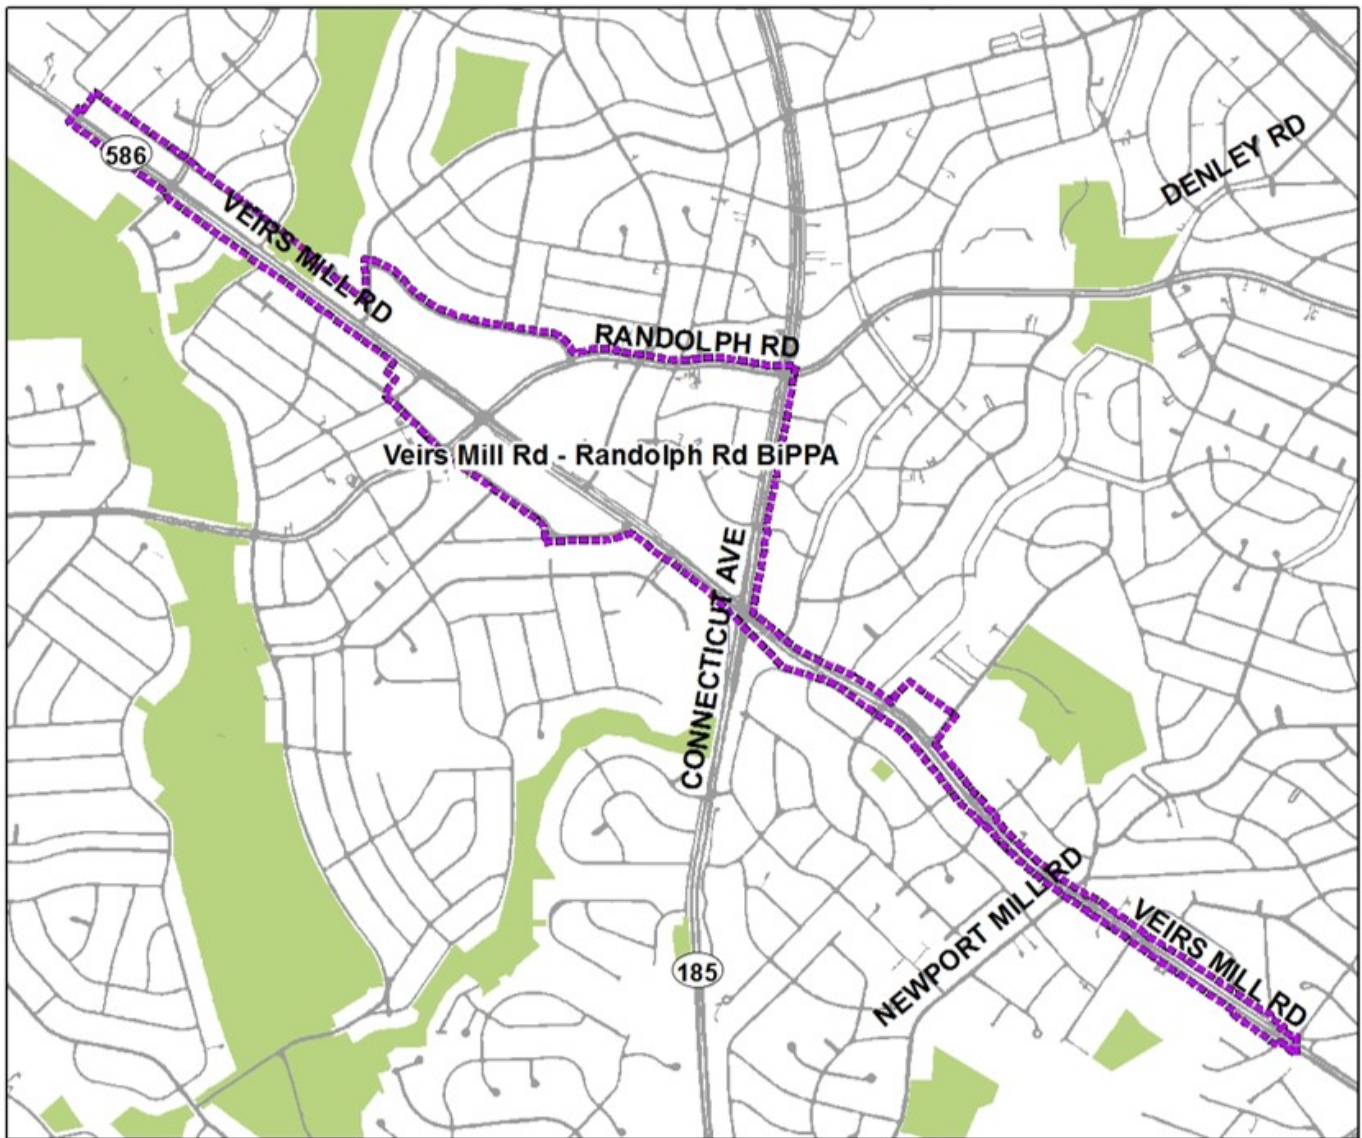 DENLEY RD
586
VEIRS MILL RD
RANDOLPH RD
Veirs Mill Rd - Randolph Rd BiPPA
CONNECTICUT AVE
NEWPORT MILL RD
VEIRS MILL RD
185